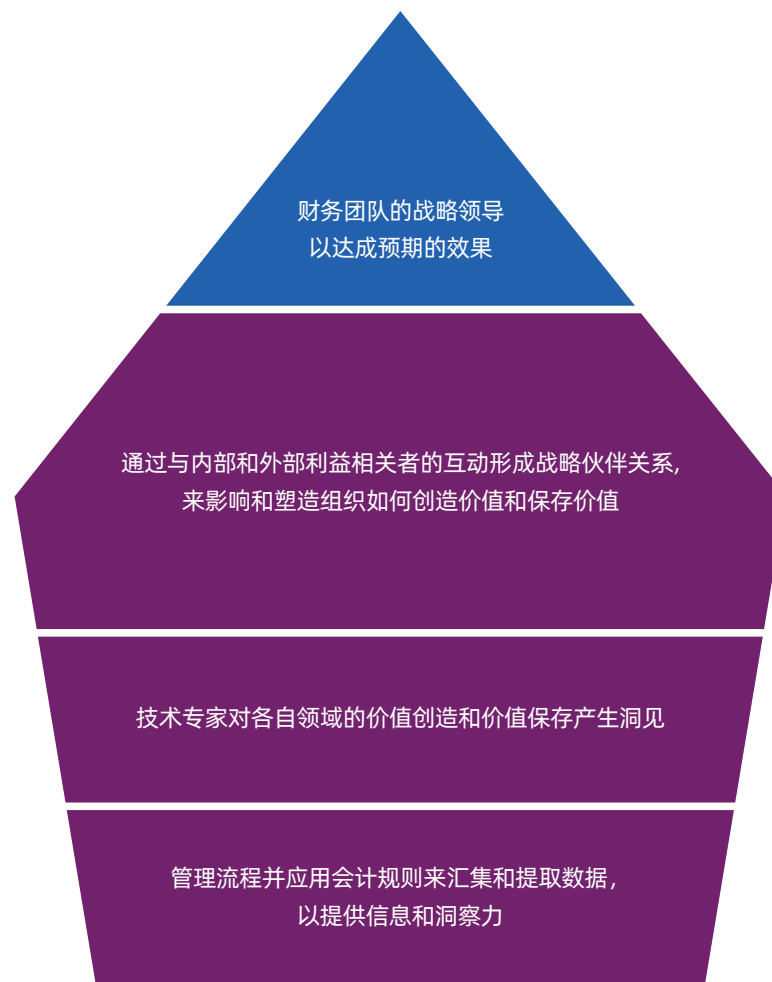 财务团队的战略领导
以达成预期的效果
通过与内部和外部利益相关者的互动形成战略伙伴关系,
来影响和塑造组织如何创造价值和保存价值
技术专家对各自领域的价值创造和价值保存产生洞见
管理流程并应用会计规则来汇集和提取数据，
以提供信息和洞察力